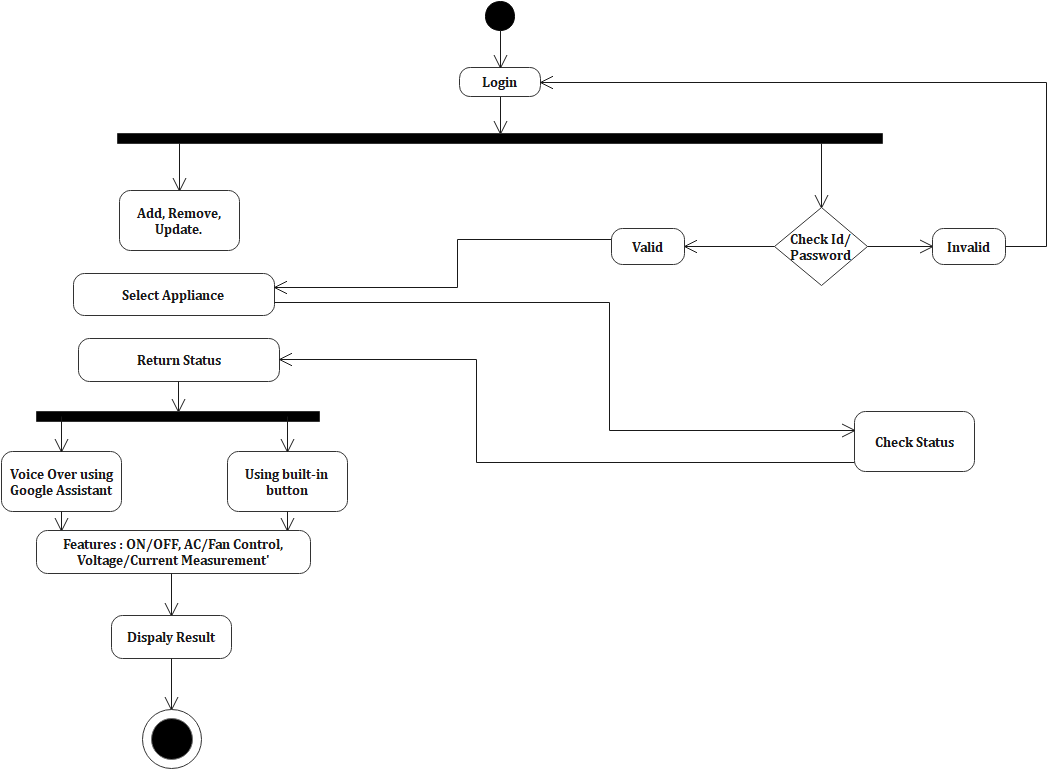 Login
Add, Remove,
Update.
Check Id/
Password
Valid
Invalid
Select Appliance
Return Status
Check Status
Voice Over using
Google Assistant
Using built-in
button
Features : ON/OFF, AC/Fan Control,
Voltage/Current Measurement'
Dispaly Result